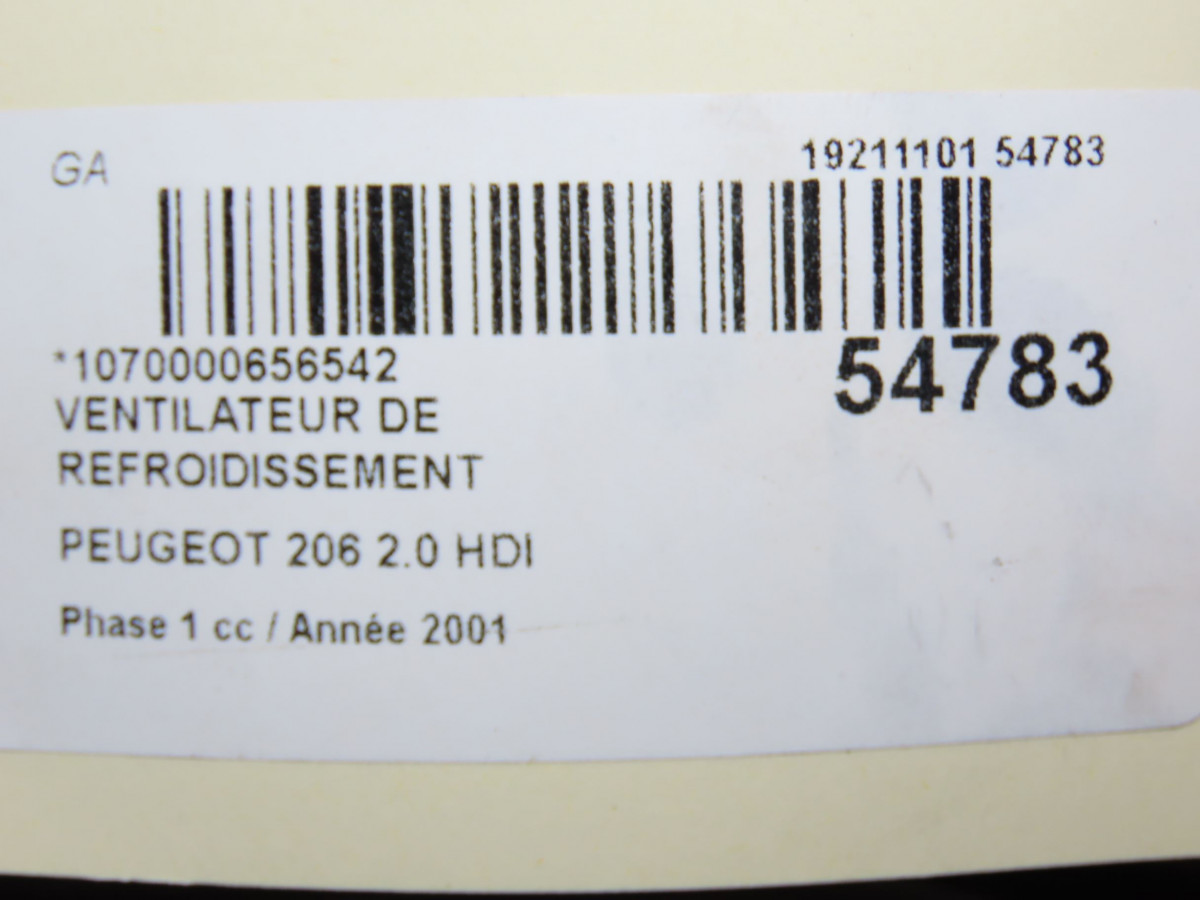 GA
19211101 54783
*1070000656542
54783
VENTILATEUR DE
REFROIDISSEMENT
PEUGEOT 206 2.0 HDI
Phase 1 cc / Année 2001